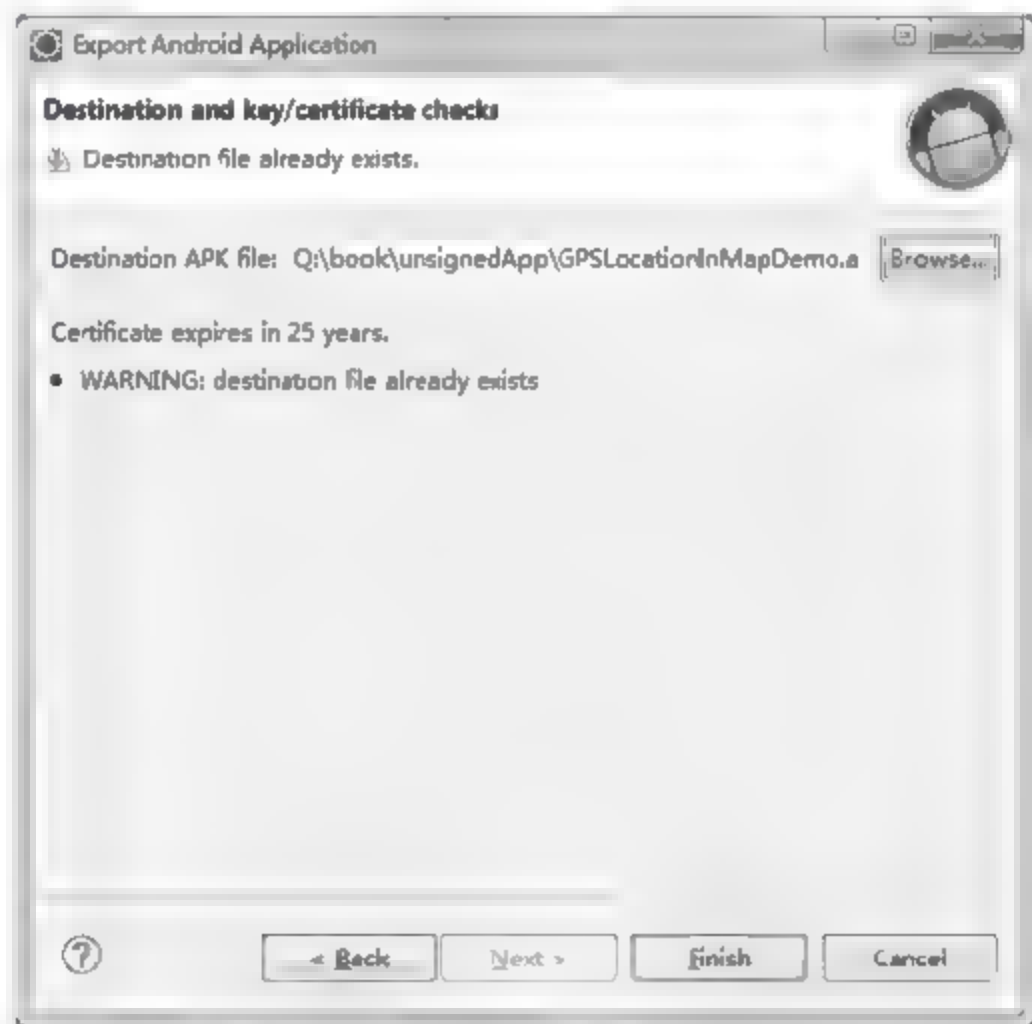 Export Android Application
Destination and key/certificate checks
Destination file already exists.
Destination APK file: Q:\book\unsignedApp\GPSLocationInMapDemo.a Browse...
Certificate expires in 25 years.
• WARNING: destination file already exists
? < Back Next > Finish Cancel